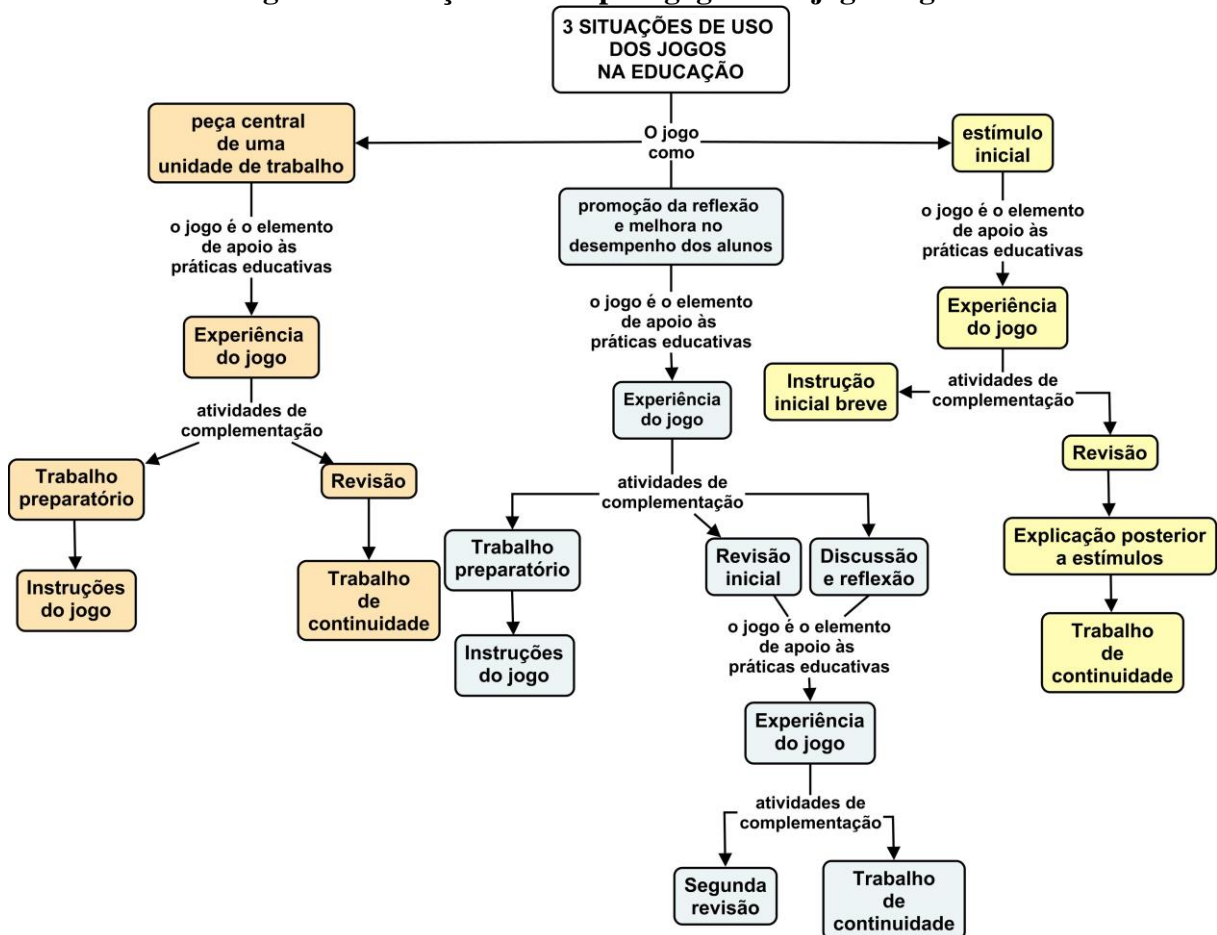 3 SITUAÇÕES DE USO
DOS JOGOS
NA EDUCAÇÃO
O jogo
como
peça central
de uma
unidade de trabalho
o jogo é o elemento
de apoio às
práticas educativas
Experiência
do jogo
atividades de
complementação
Trabalho
preparatório
Instruções
do jogo
Revisão
Trabalho
de
continuidade
promoção da reflexão
e melhora no
desempenho dos alunos
o jogo é o elemento
de apoio às
práticas educativas
Experiência
do jogo
atividades de
complementação
Trabalho
preparatório
Instruções
do jogo
Revisão
inicial
Discussão
e reflexão
o jogo é o elemento
de apoio às
práticas educativas
Experiência
do jogo
atividades de
complementação
Segunda
revisão
Trabalho
de
continuidade
estímulo
inicial
o jogo é o elemento
de apoio às
práticas educativas
Experiência
do jogo
atividades de
complementação
Instrução
inicial breve
Revisão
Explicação posterior
a estímulos
Trabalho
de
continuidade